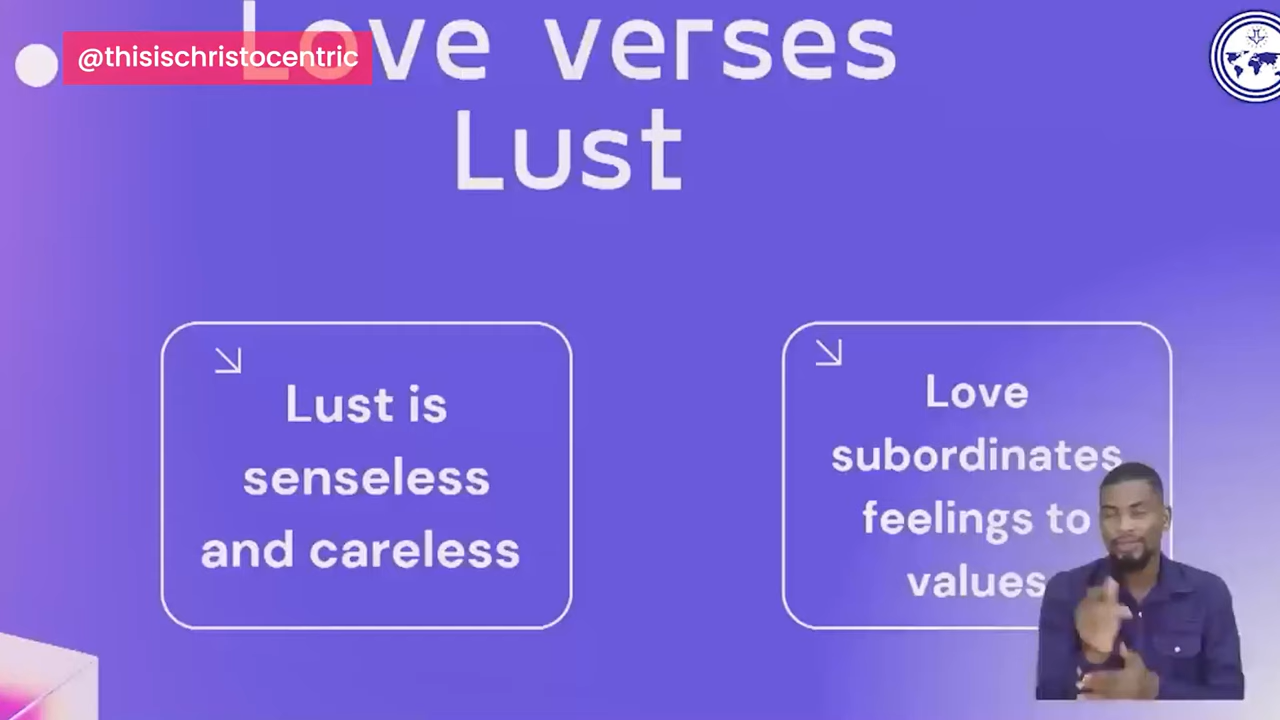 @thisischristocentric
Love verses
Lust
Lust is
senseless
and careless
Love
subordinates
feelings to
values